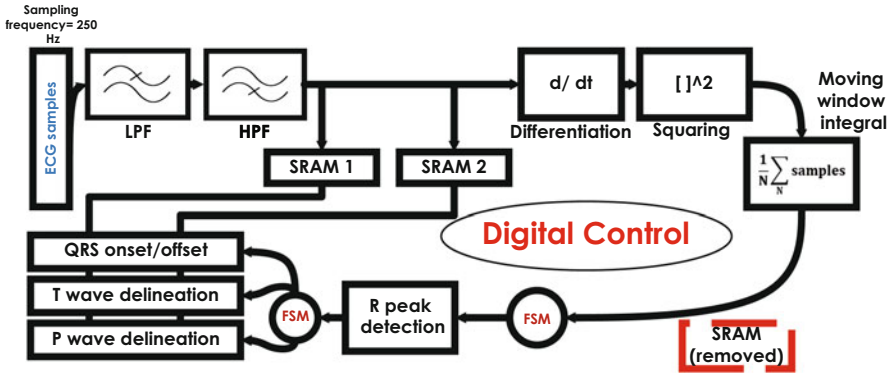 Sampling
frequency= 250
Hz
ECG samples
LPF
HPF
d/ dt
Differentiation
[ ]^2
Squaring
Moving
window
integral
1/N ∑ N samples
SRAM 1
SRAM 2
Digital Control
QRS onset/offset
T wave delineation
P wave delineation
FSM
R peak
detection
FSM
SRAM
(removed)